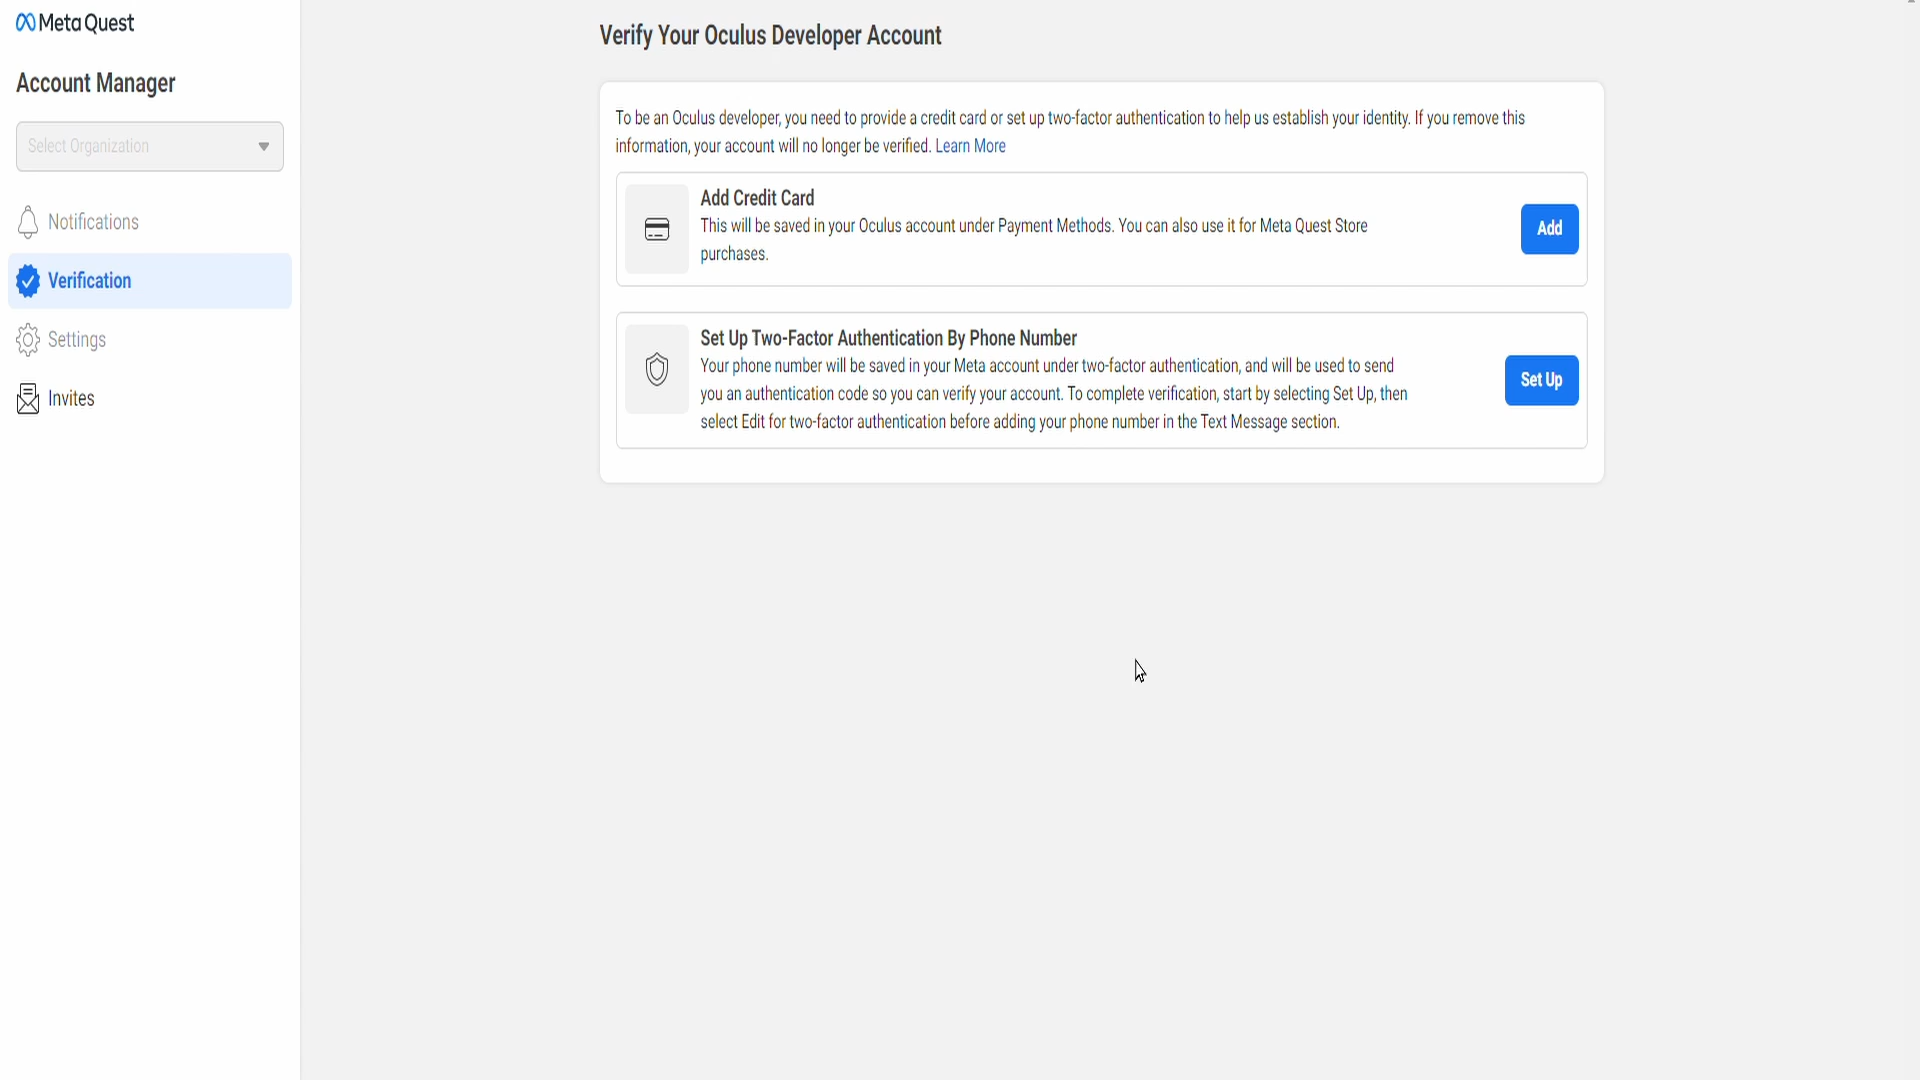 Meta Quest
Account Manager
Select Organization
Notifications
Verification
Settings
Invites
Verify Your Oculus Developer Account
To be an Oculus developer, you need to provide a credit card or set up two-factor authentication to help us establish your identity. If you remove this
information, your account will no longer be verified. Learn More
Add Credit Card
This will be saved in your Oculus account under Payment Methods. You can also use it for Meta Quest Store
purchases.
Add
Set Up Two-Factor Authentication By Phone Number
Your phone number will be saved in your Meta account under two-factor authentication, and will be used to send
you an authentication code so you can verify your account. To complete verification, start by selecting Set Up, then
select Edit for two-factor authentication before adding your phone number in the Text Message section.
Set Up